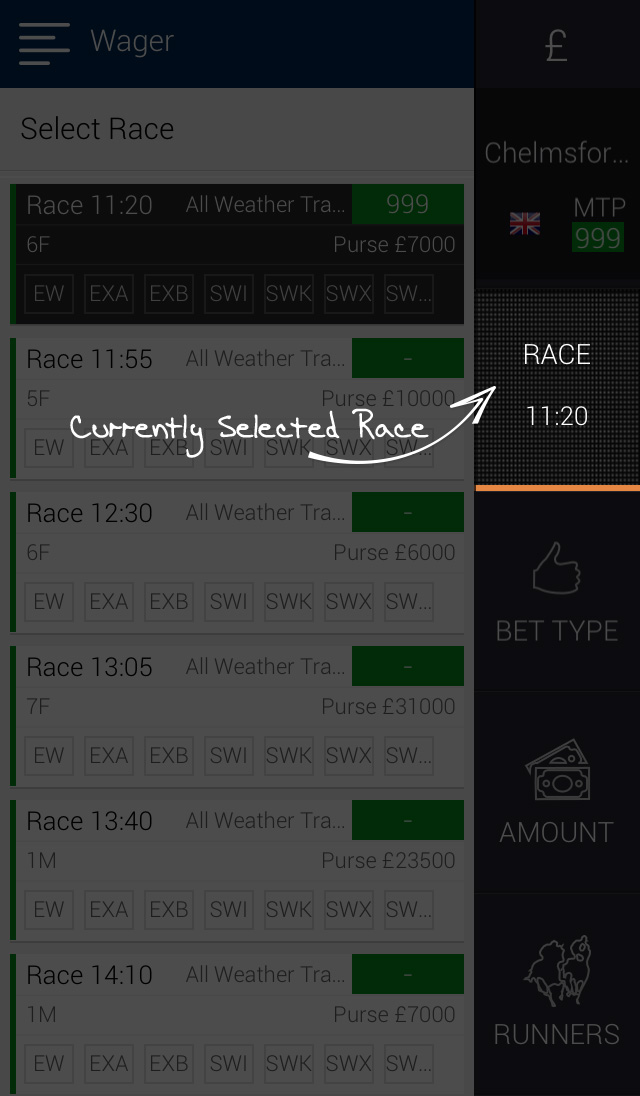 Wager
£
Select Race
Chelmsfor...
MTP
999
Race 11:20 All Weather Tra... 999
6F Purse £7000
EW EXA EXB SWI SWK SWX SW...
Race 11:55 All Weather Tra... -
5F Purse £10000
EW EXA EXB SWI SWK SWX SW...
Currently Selected Race
RACE
11:20
Race 12:30 All Weather Tra... -
6F Purse £6000
EW EXA EXB SWI SWK SWX SW...
BET TYPE
Race 13:05 All Weather Tra... -
7F Purse £31000
EW EXA EXB SWI SWK SWX SW...
AMOUNT
Race 13:40 All Weather Tra... -
1M Purse £23500
EW EXA EXB SWI SWK SWX SW...
Race 14:10 All Weather Tra... -
1M Purse £7000
EW EXA EXB SWI SWK SWX SW...
RUNNERS